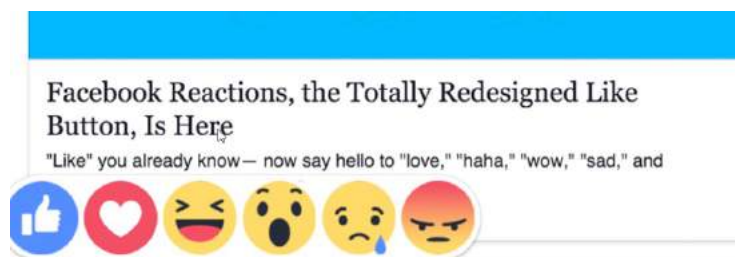 Facebook Reactions, the Totally Redesigned Like
Button, Is Here
"Like" you already know— now say hello to "love," "haha," "wow," "sad," and